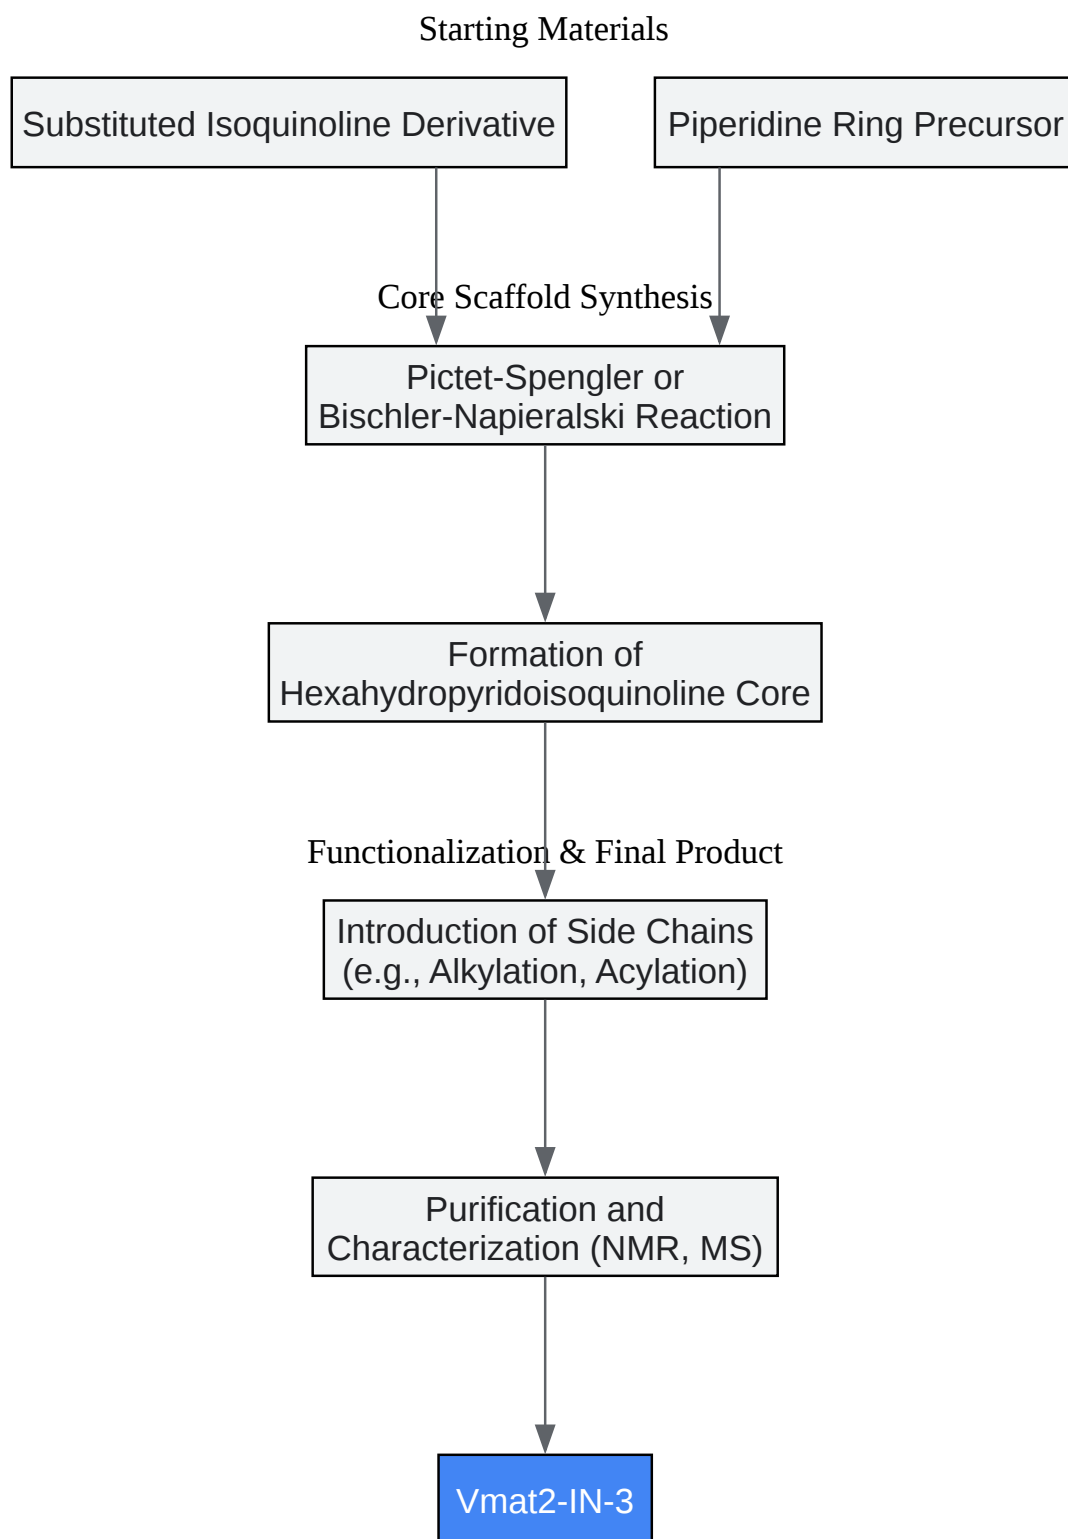 Starting Materials
Substituted Isoquinoline Derivative
Piperidine Ring Precursor
Core Scaffold Synthesis
Pictet-Spengler or
Bischler-Napieralski Reaction
Formation of
Hexahydropyridoisoquinoline Core
Functionalization & Final Product
Introduction of Side Chains
(e.g., Alkylation, Acylation)
Purification and
Characterization (NMR, MS)
Vmat2-IN-3